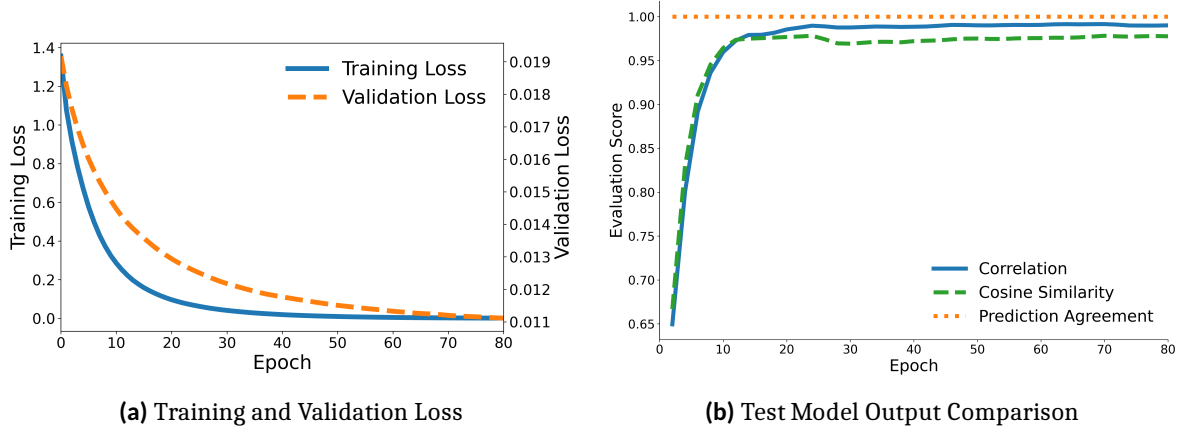 1.4
1.2
1.0
0.8
0.6
0.4
0.2
0.0
Training Loss
0 10 20 30 40 50 60 70 80
Epoch
0.019
0.018
0.017
0.016
0.015
0.014
0.013
0.012
0.011
Validation Loss
Training Loss
Validation Loss
(a) Training and Validation Loss
1.00
0.95
0.90
0.85
0.80
0.75
0.70
0.65
Evaluation Score
0 10 20 30 40 50 60 70 80
Epoch
Correlation
Cosine Similarity
Prediction Agreement
(b) Test Model Output Comparison